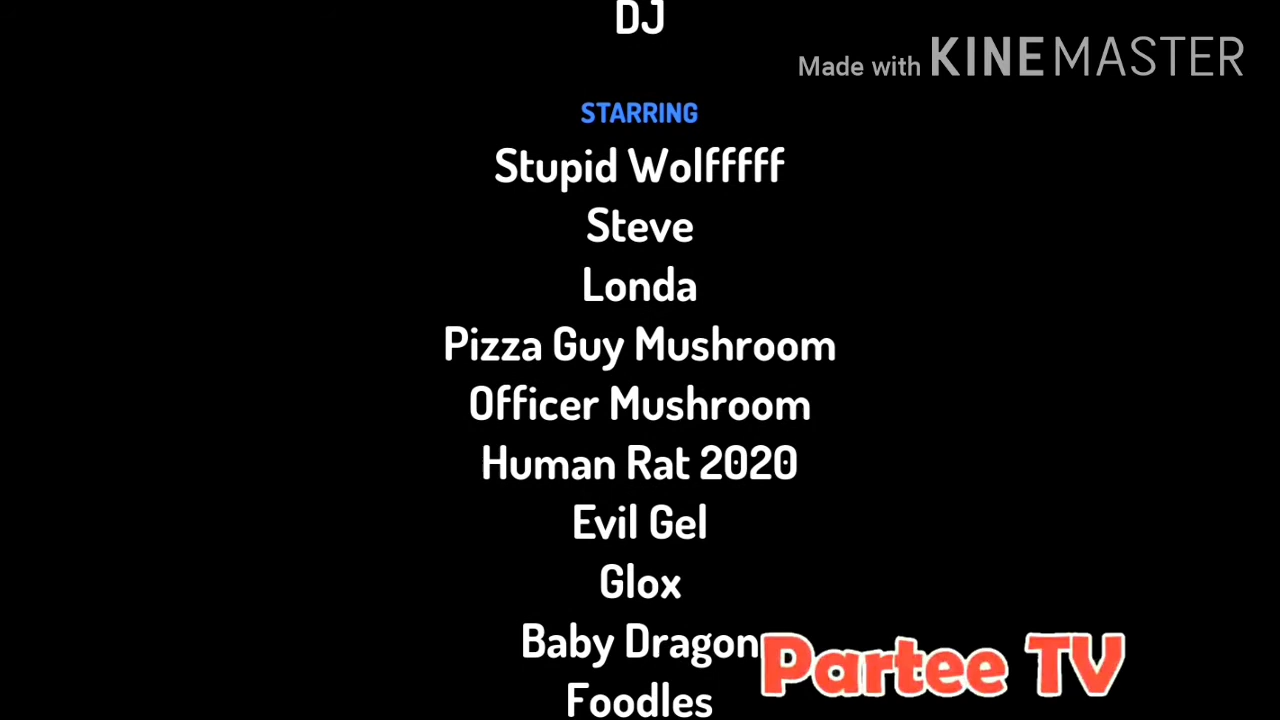 DJ
Made with KINEMASTER
STARRING
Stupid Wolfffff
Steve
Londa
Pizza Guy Mushroom
Officer Mushroom
Human Rat 2020
Evil Gel
Glox
Baby Dragon
Partee TV
Foodles